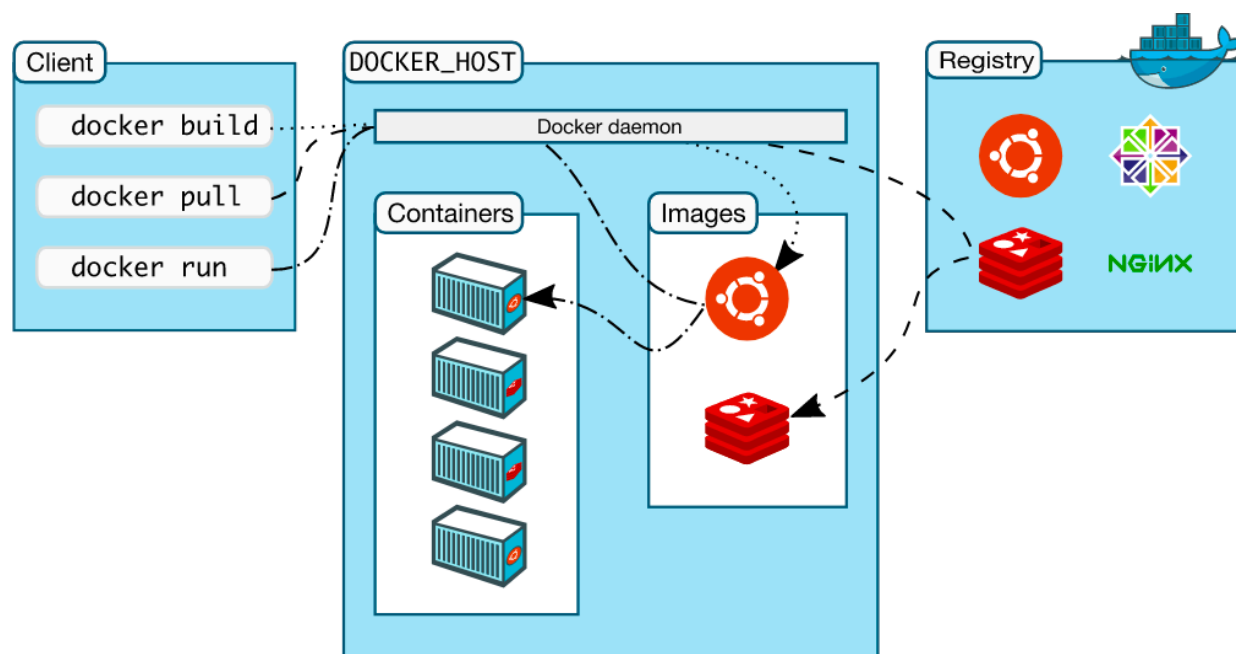 Client
docker build
docker pull
docker run
DOCKER_HOST
Docker daemon
Containers
Images
Registry
NGiNX